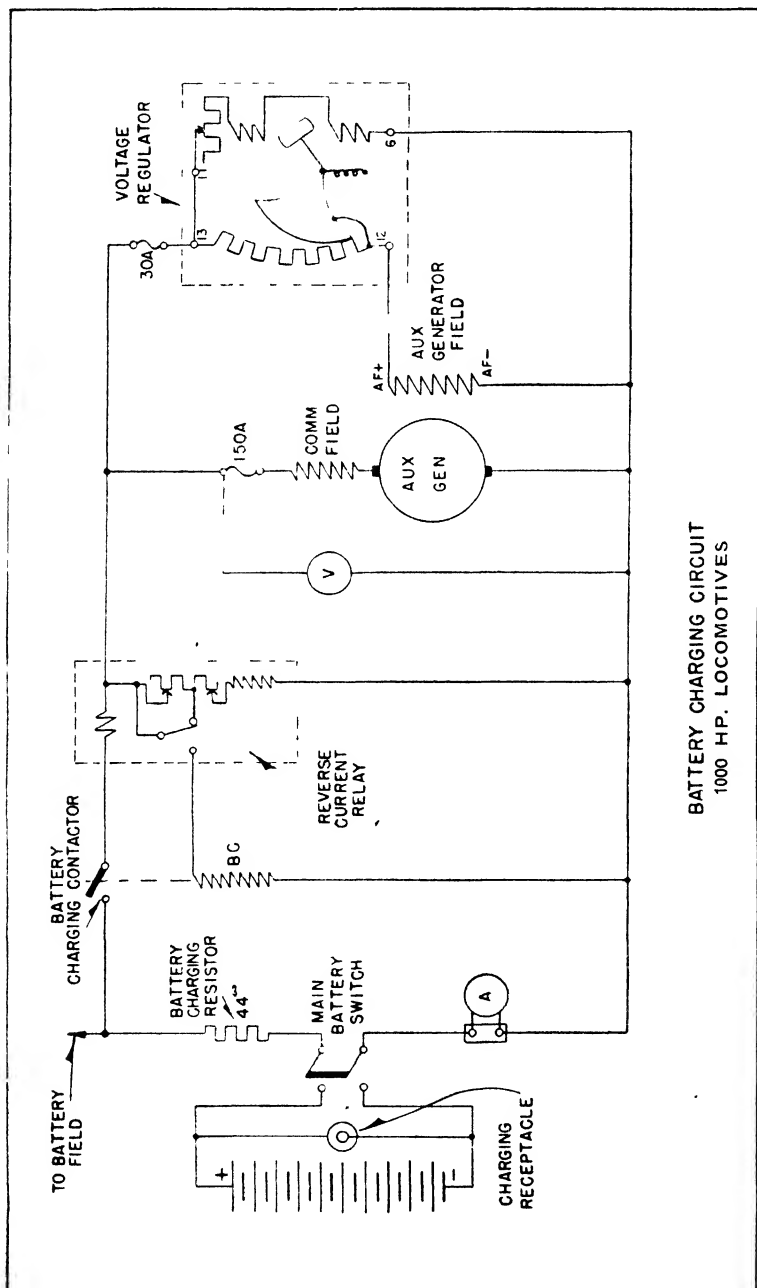 TO BATTERY
FIELD
BATTERY
CHARGING CONTACTOR
BATTERY
CHARGING
RESISTOR
MAIN
BATTERY
SWITCH
A
+
-
CHARGING
RECEPTACLE
BC
REVERSE
CURRENT
RELAY
V
150A
COMM
FIELD
AUX
GEN
30A
VOLTAGE
REGULATOR
13
11
12
6
AF+
AUX
GENERATOR
FIELD
AF-
BATTERY CHARGING CIRCUIT
1000 HP. LOCOMOTIVES